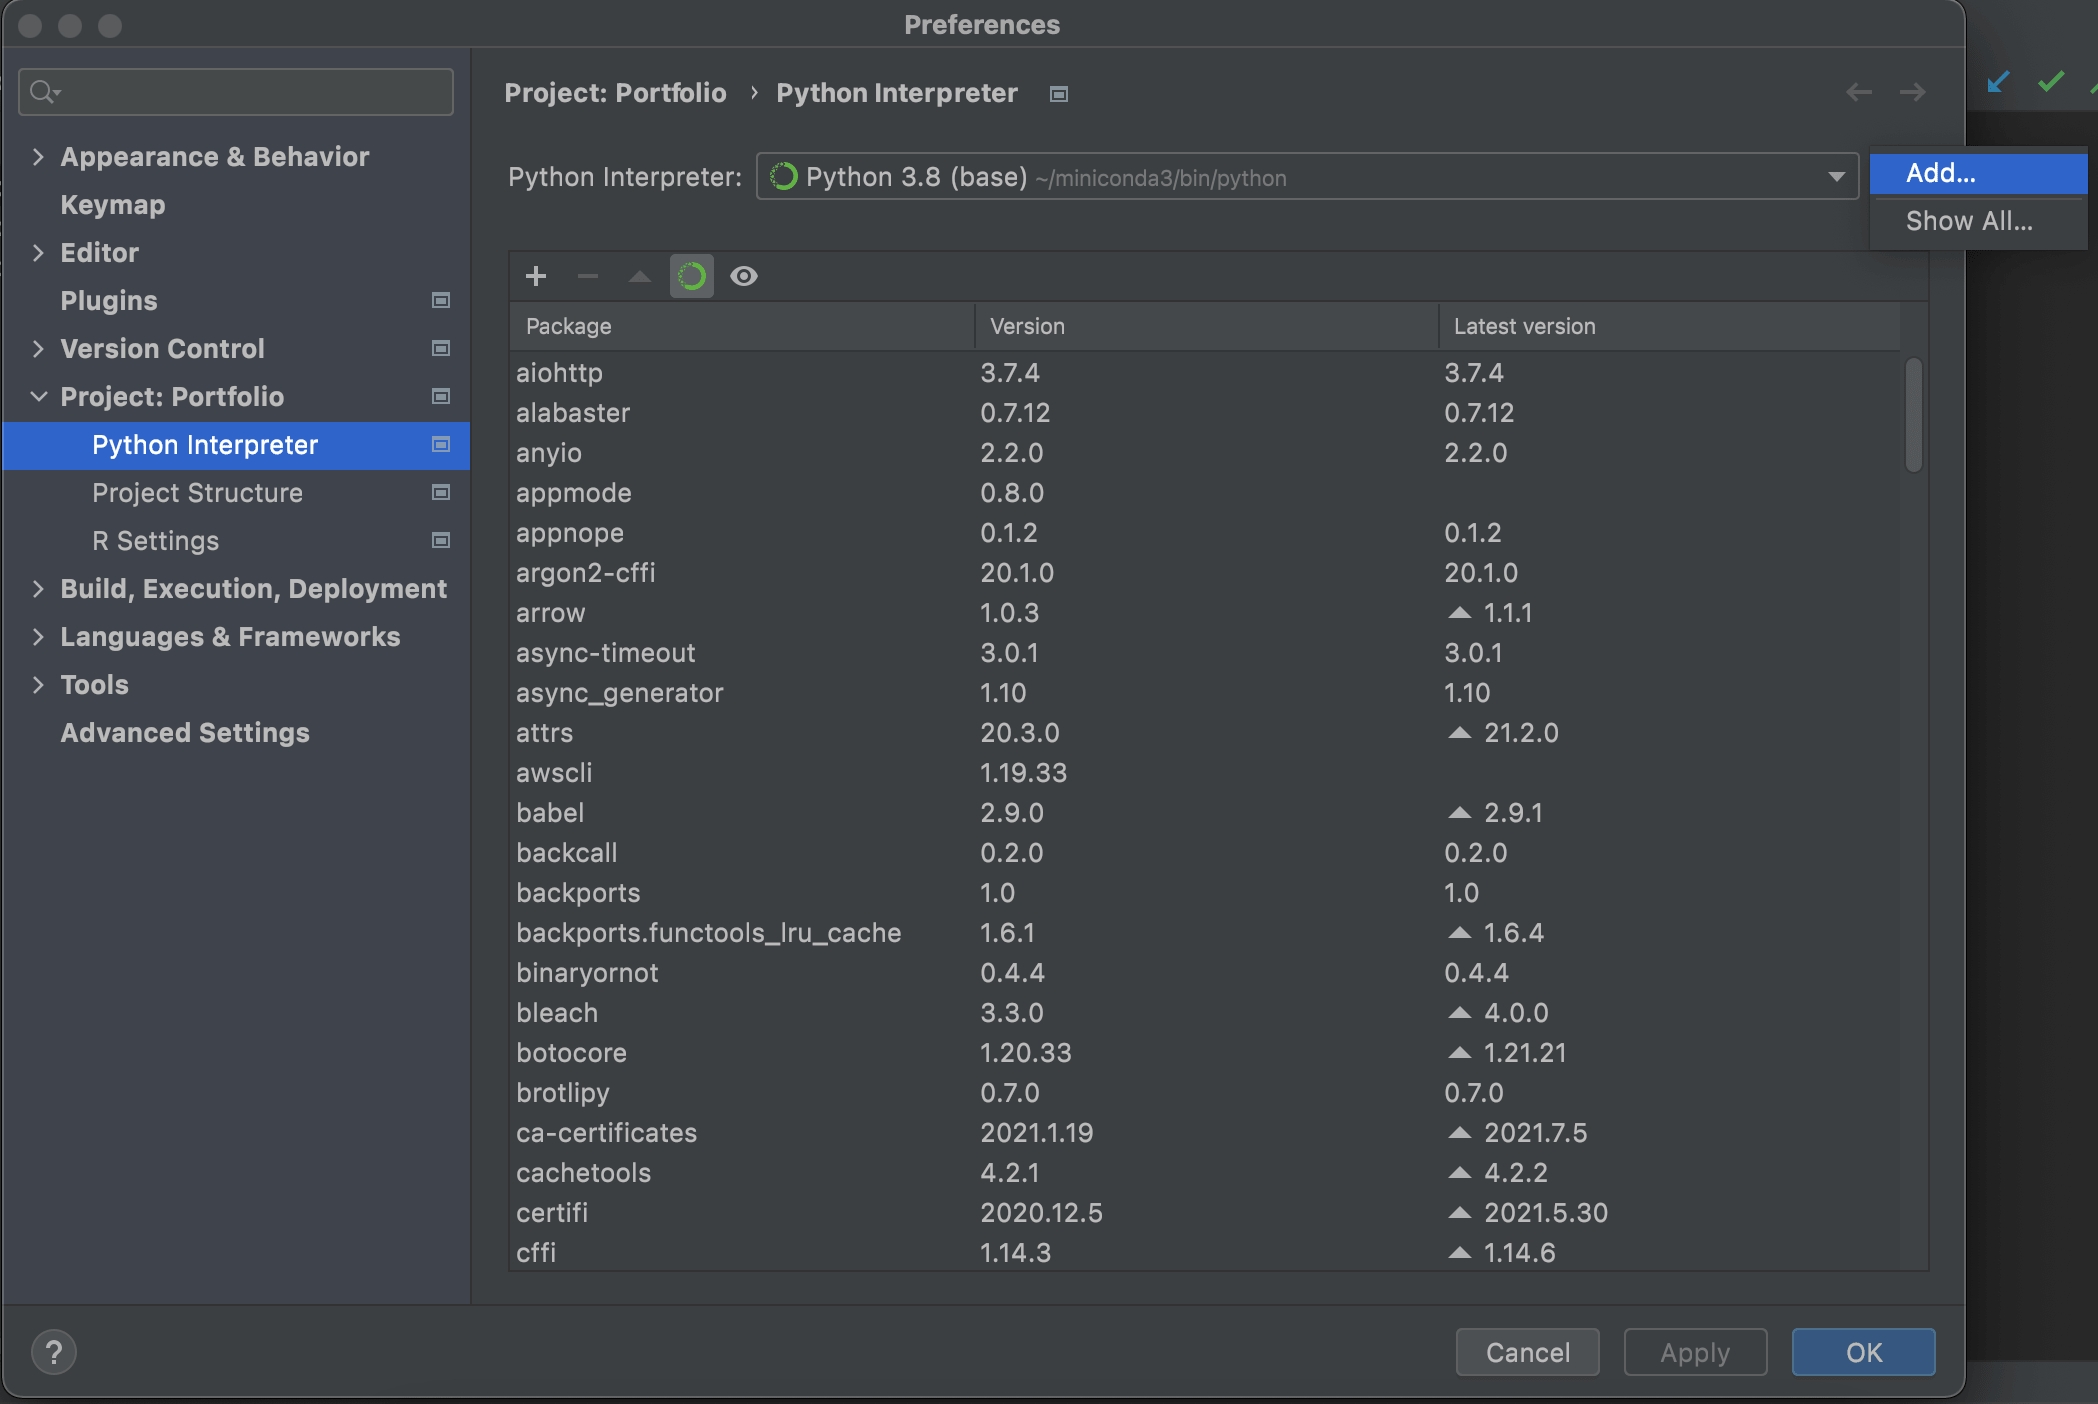 Preferences
Project: Portfolio › Python Interpreter
Appearance & Behavior
Keymap
Editor
Plugins
Version Control
Project: Portfolio
Python Interpreter
Project Structure
R Settings
Build, Execution, Deployment
Languages & Frameworks
Tools
Advanced Settings
Python Interpreter: Python 3.8 (base) ~/miniconda3/bin/python
Add...
Show All...
Package Version Latest version
aiohttp 3.7.4 3.7.4
alabaster 0.7.12 0.7.12
anyio 2.2.0 2.2.0
appmode 0.8.0
appnope 0.1.2 0.1.2
argon2-cffi 20.1.0 20.1.0
arrow 1.0.3 1.1.1
async-timeout 3.0.1 3.0.1
async_generator 1.10 1.10
attrs 20.3.0 21.2.0
awscli 1.19.33
babel 2.9.0 2.9.1
backcall 0.2.0 0.2.0
backports 1.0 1.0
backports.functools_lru_cache 1.6.1 1.6.4
binaryornot 0.4.4 0.4.4
bleach 3.3.0 4.0.0
botocore 1.20.33 1.21.21
brotlipy 0.7.0 0.7.0
ca-certificates 2021.1.19 2021.7.5
cachetools 4.2.1 4.2.2
certifi 2020.12.5 2021.5.30
cffi 1.14.3 1.14.6
?
Cancel Apply OK